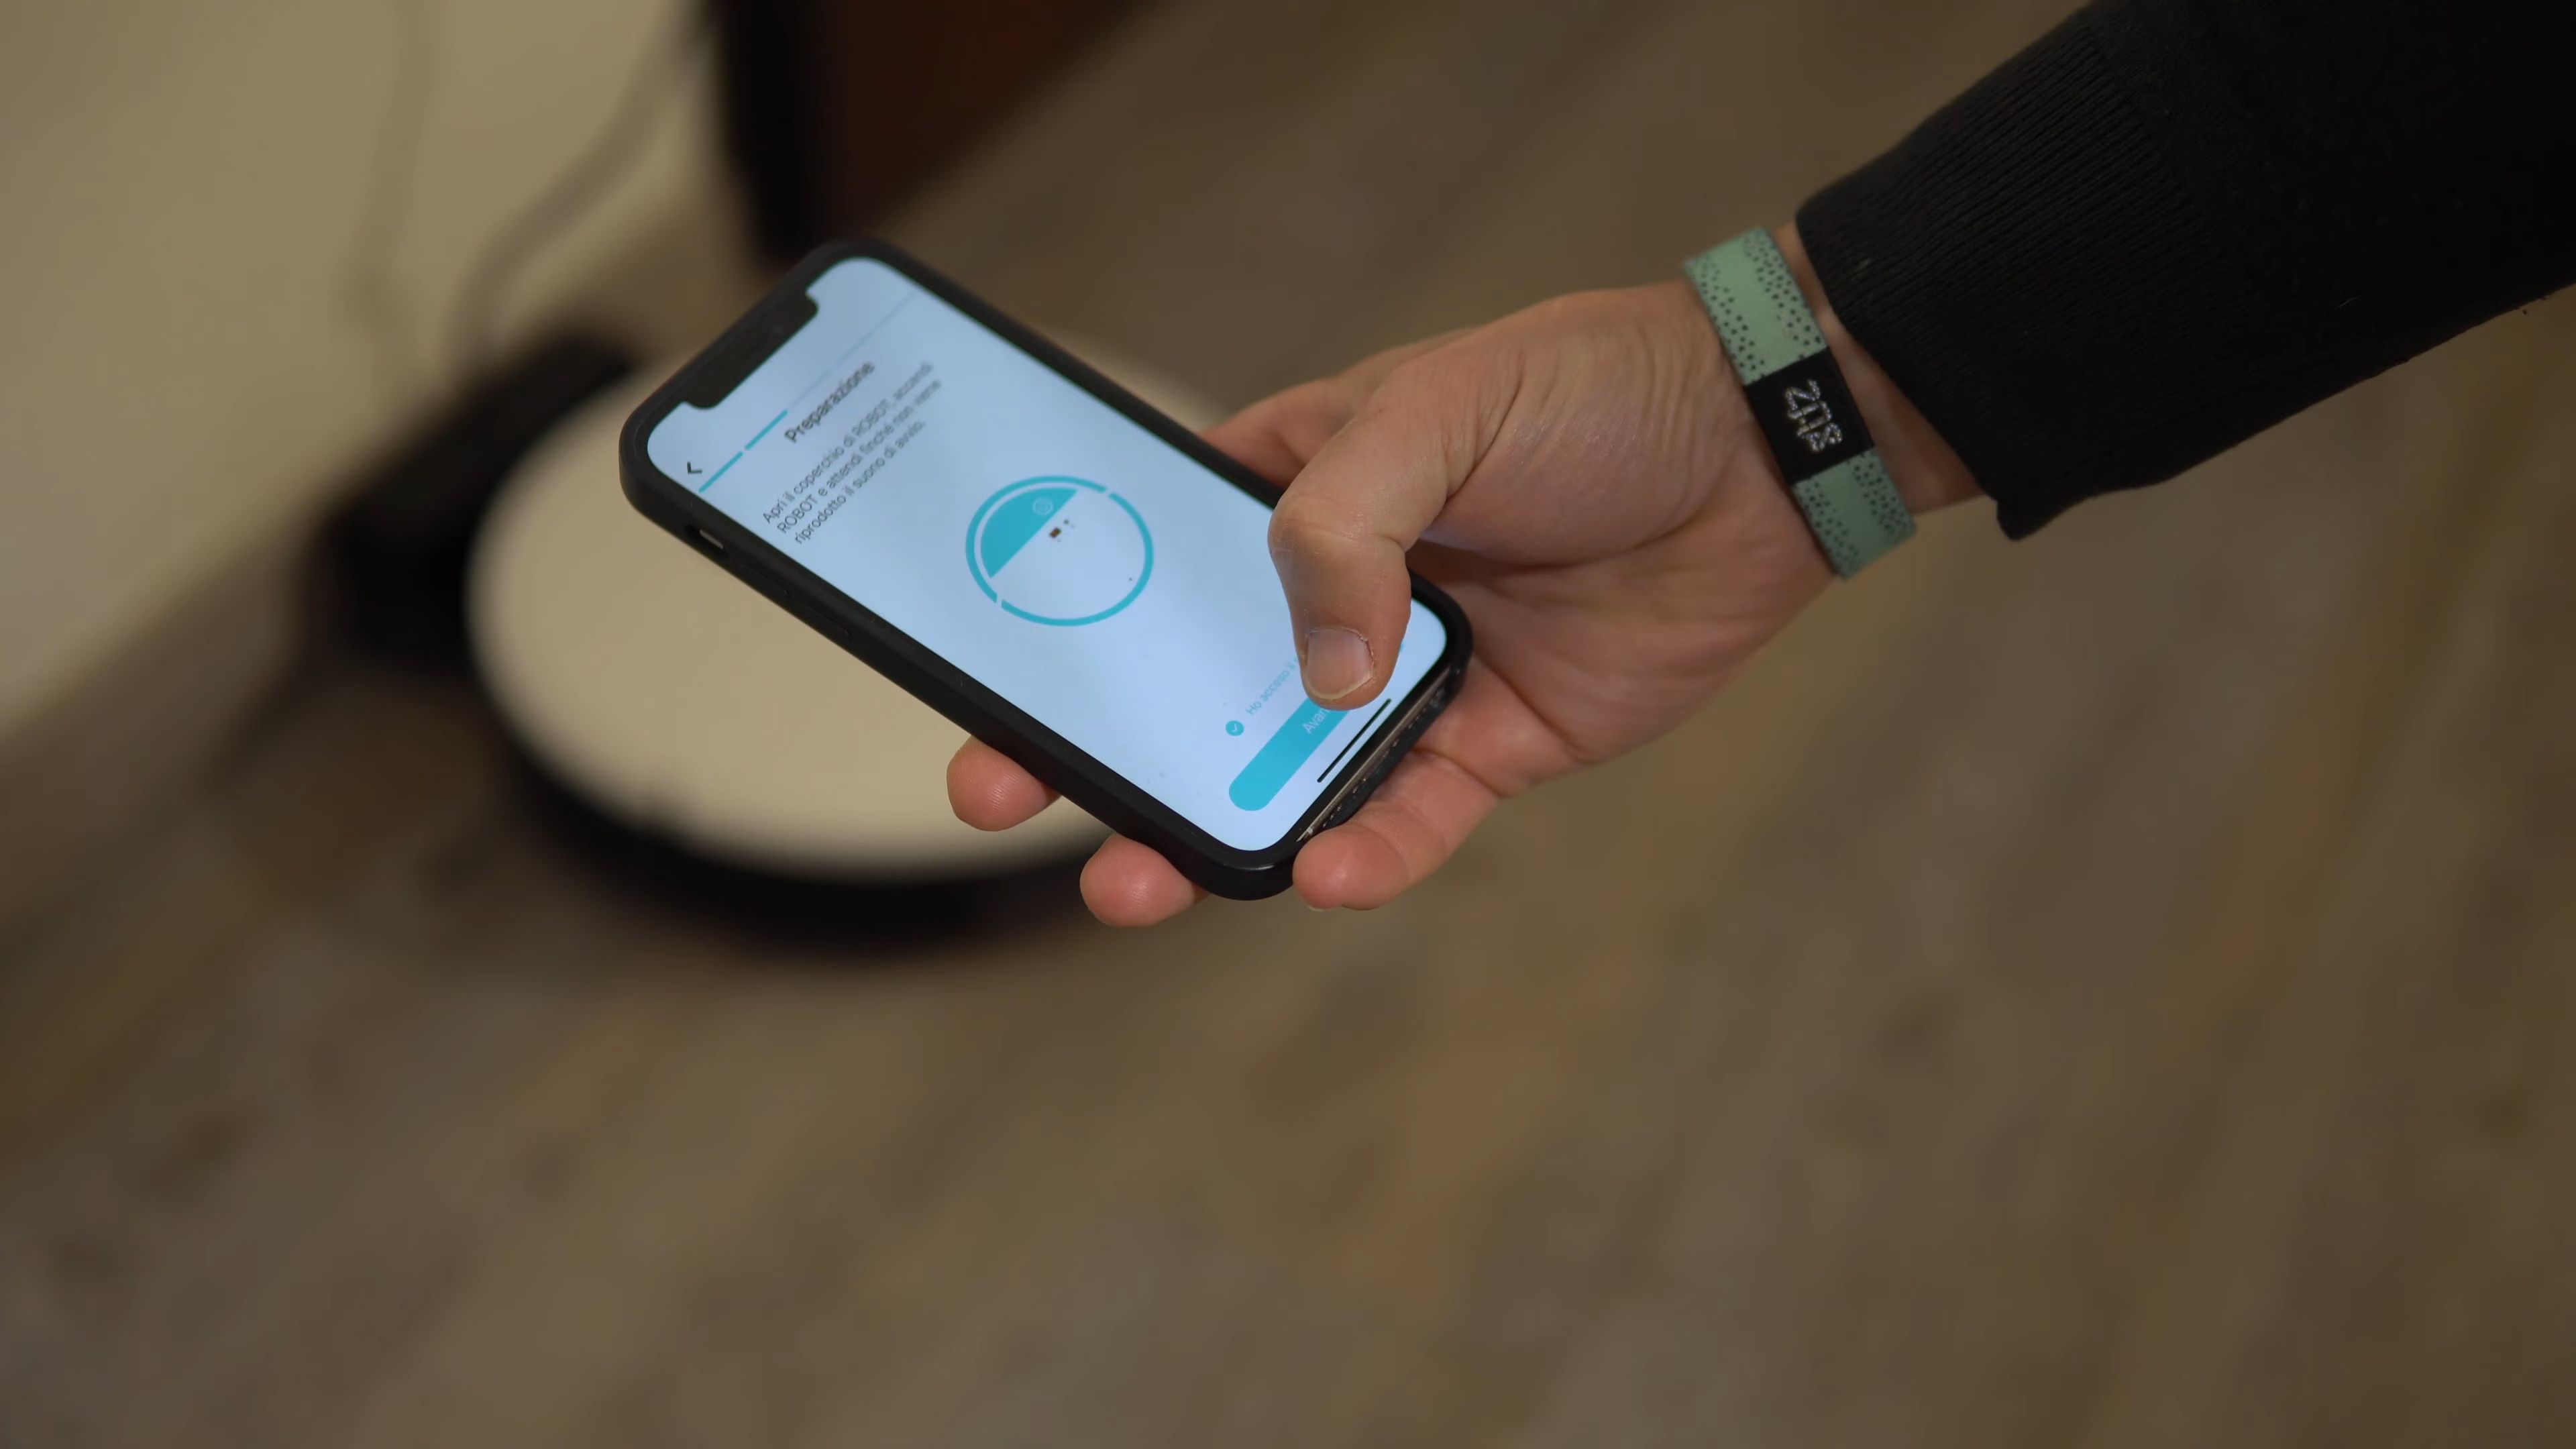 Preparazione
Apri il coperchio di ROBOT, accendi
ROBOT e attendi finché non viene
riprodotto il suono di avvio.
Ho acceso il